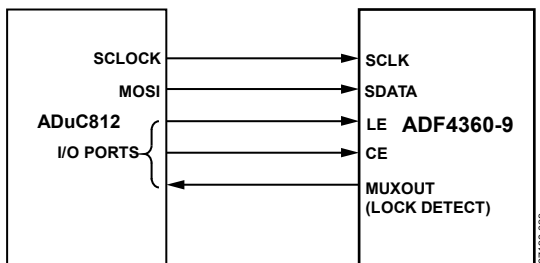 SCLOCK
MOSI
ADuC812
I/O PORTS
SCLK
SDATA
LE
ADF4360-9
CE
MUXOUT
(LOCK DETECT)